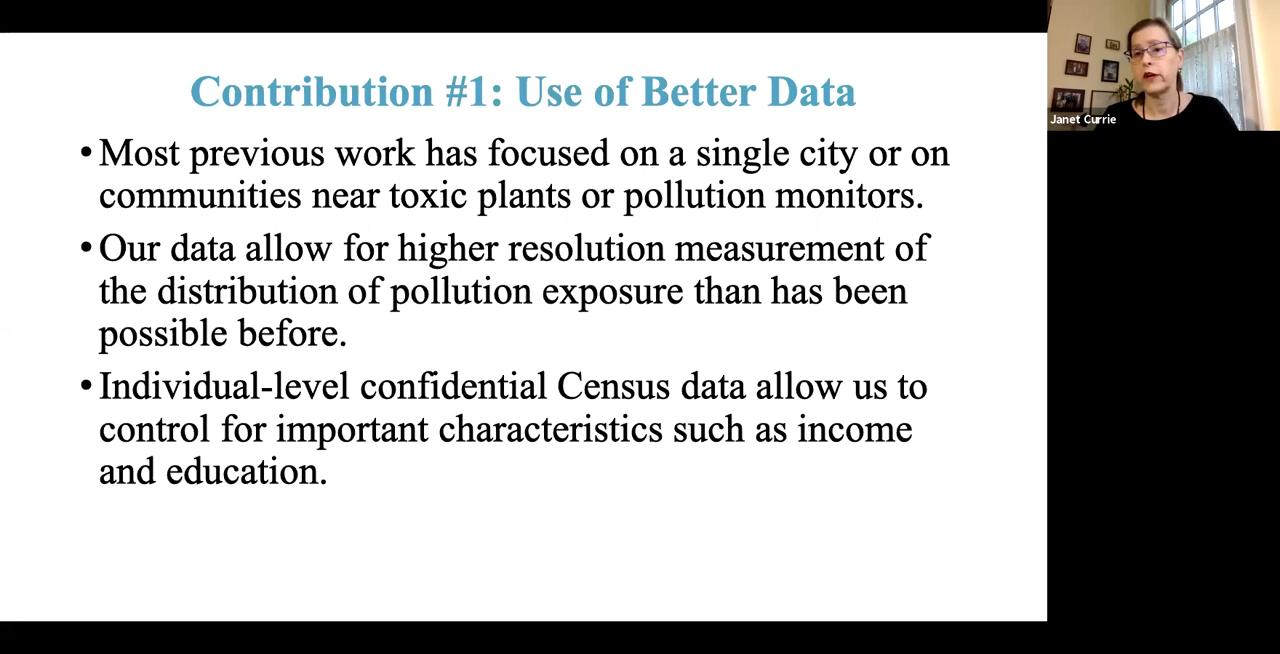 Contribution #1: Use of Better Data
• Most previous work has focused on a single city or on
communities near toxic plants or pollution monitors.
• Our data allow for higher resolution measurement of
the distribution of pollution exposure than has been
possible before.
• Individual-level confidential Census data allow us to
control for important characteristics such as income
and education.
Janet Currie